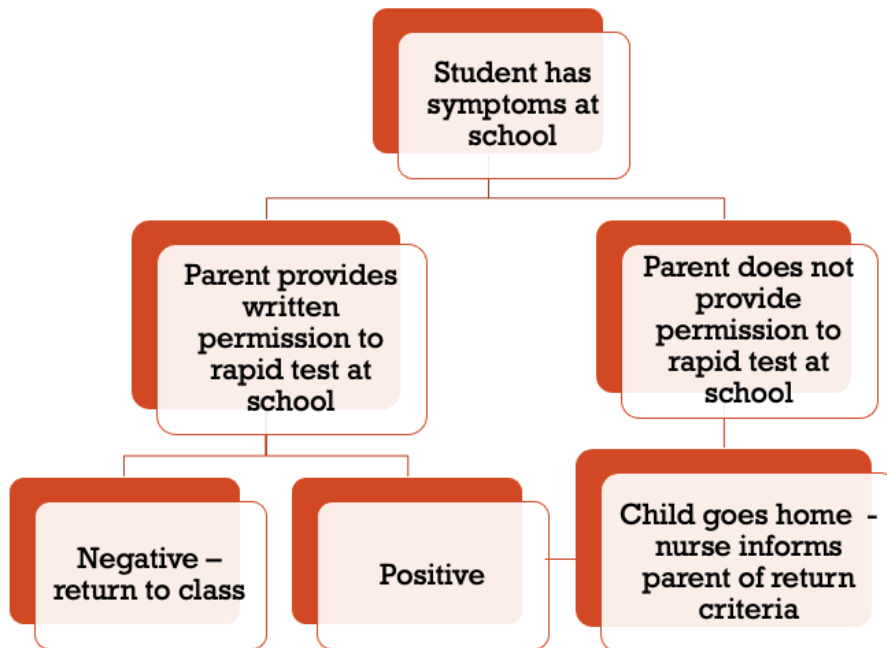 Student has
symptoms at
school
Parent provides
written
permission to
rapid test at
school
Parent does not
provide
permission to
rapid test at
school
Negative –
return to class
Positive
Child goes home -
nurse informs
parent of return
criteria